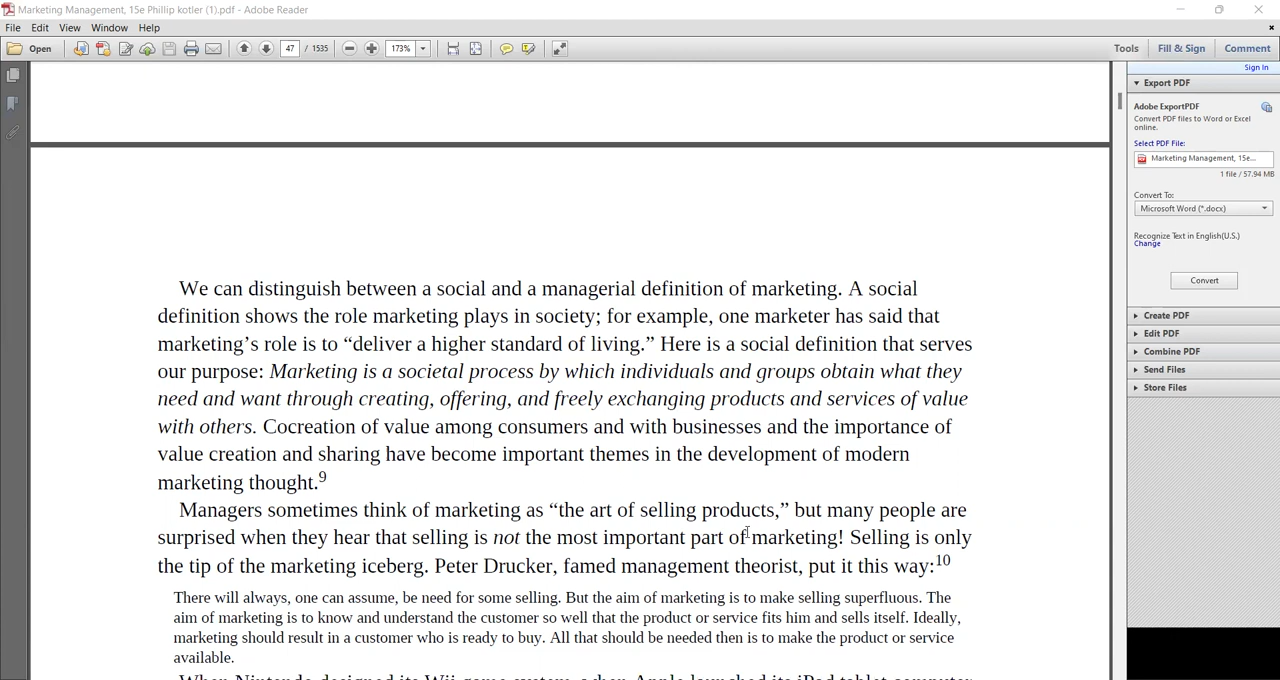 Marketing Management, 15e Phillip kotler (1).pdf - Adobe Reader
File Edit View Window Help
Open 47 / 1535 173% Tools Fill & Sign Comment
Sign In
Export PDF
Adobe ExportPDF
Convert PDF files to Word or Excel
online.
Select PDF File:
Marketing Management, 15e...
1 file / 57.94 MB
Convert To:
Microsoft Word (*.docx)
Recognize Text in English(U.S.)
Change
Convert
Create PDF
Edit PDF
Combine PDF
Send Files
Store Files
We can distinguish between a social and a managerial definition of marketing. A social
definition shows the role marketing plays in society; for example, one marketer has said that
marketing’s role is to “deliver a higher standard of living.” Here is a social definition that serves
our purpose: Marketing is a societal process by which individuals and groups obtain what they
need and want through creating, offering, and freely exchanging products and services of value
with others. Cocreation of value among consumers and with businesses and the importance of
value creation and sharing have become important themes in the development of modern
marketing thought.9
Managers sometimes think of marketing as “the art of selling products,” but many people are
surprised when they hear that selling is not the most important part of marketing! Selling is only
the tip of the marketing iceberg. Peter Drucker, famed management theorist, put it this way:10
There will always, one can assume, be need for some selling. But the aim of marketing is to make selling superfluous. The
aim of marketing is to know and understand the customer so well that the product or service fits him and sells itself. Ideally,
marketing should result in a customer who is ready to buy. All that should be needed then is to make the product or service
available.
When Nintendo designed its Wii game system, when Apple launched its iPad tablet computer